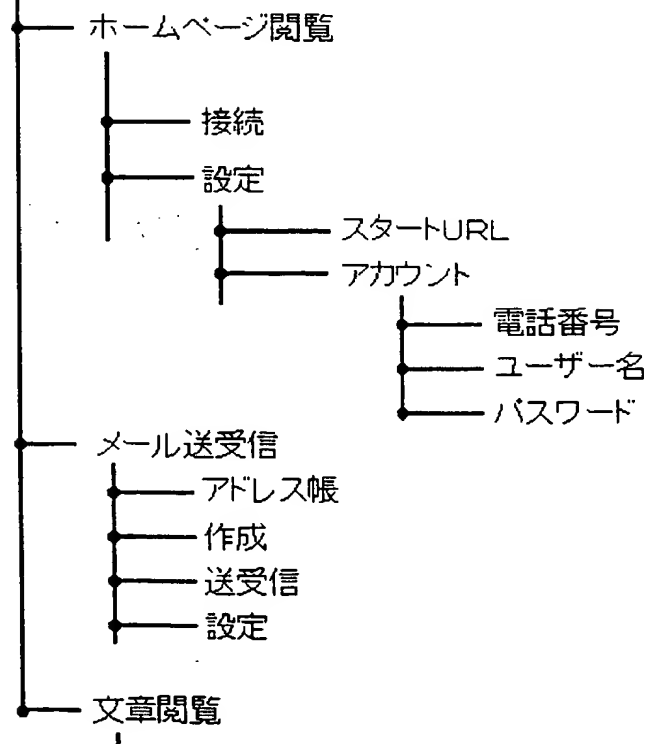 ホームページ閲覧
接続
設定
スタートURL
アカウント
電話番号
ユーザー名
パスワード
メール送受信
アドレス帳
作成
送受信
設定
文章閲覧